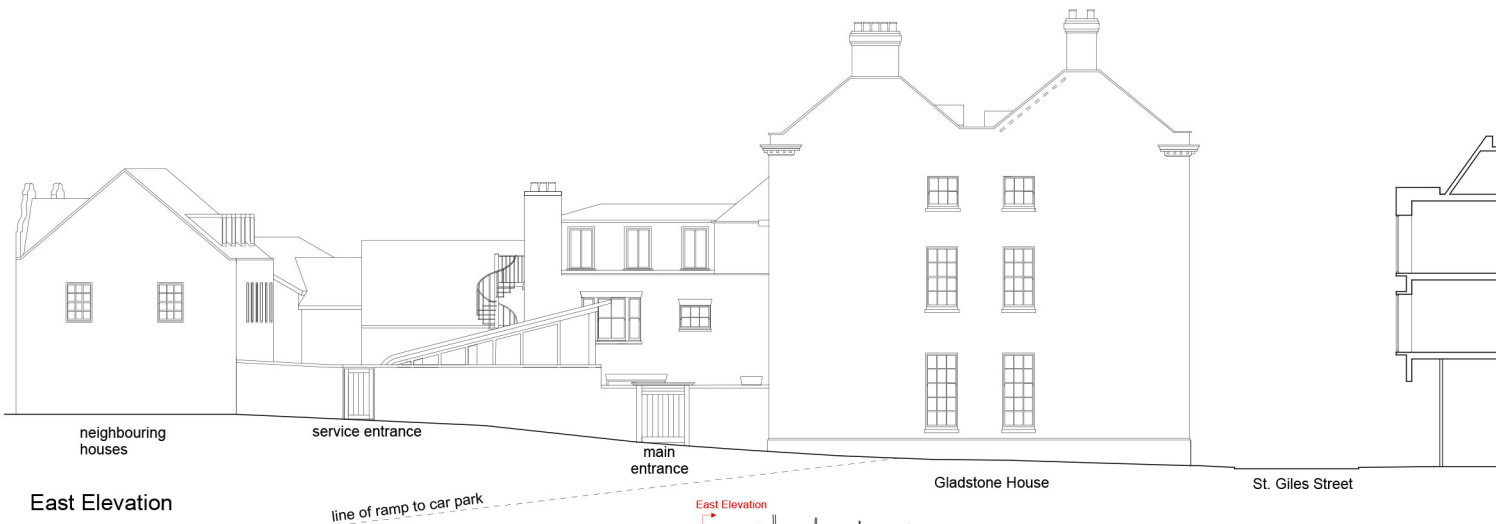 neighbouring
houses
service entrance
main
entrance
Gladstone House
St. Giles Street
East Elevation
line of ramp to car park
East Elevation